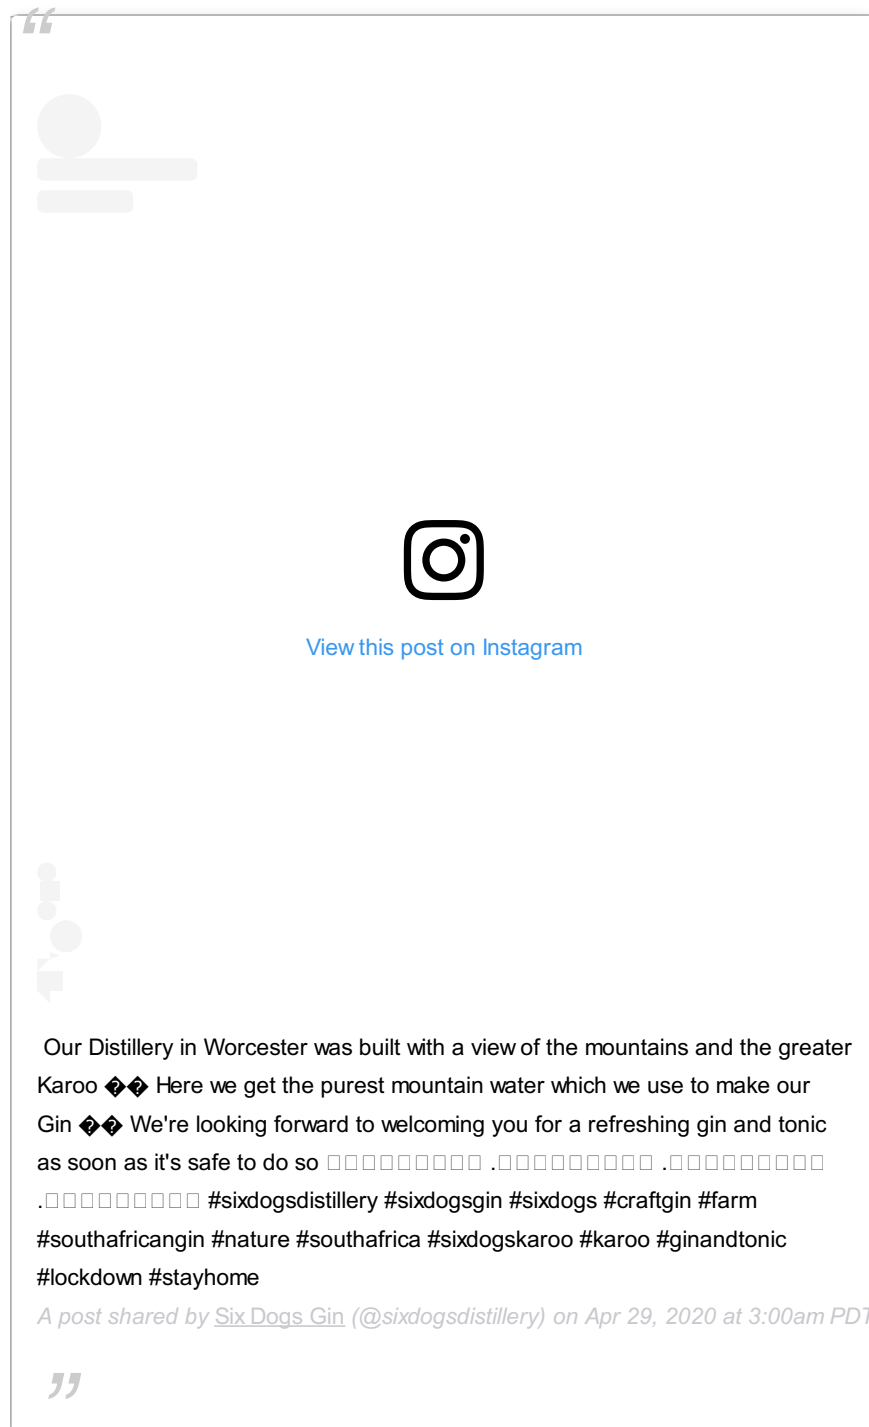 “
View this post on Instagram
Our Distillery in Worcester was built with a view of the mountains and the greater
Karoo �� Here we get the purest mountain water which we use to make our
Gin �� We're looking forward to welcoming you for a refreshing gin and tonic
as soon as it's safe to do so □□□□□□□□□ .□□□□□□□□□ .□□□□□□□□□
.□□□□□□□□□ #sixdogsdistillery #sixdogsgin #sixdogs #craftgin #farm
#southafricangin #nature #southafrica #sixdogskaroo #karoo #ginandtonic
#lockdown #stayhome
A post shared by Six Dogs Gin (@sixdogsdistillery) on Apr 29, 2020 at 3:00am PDT
”